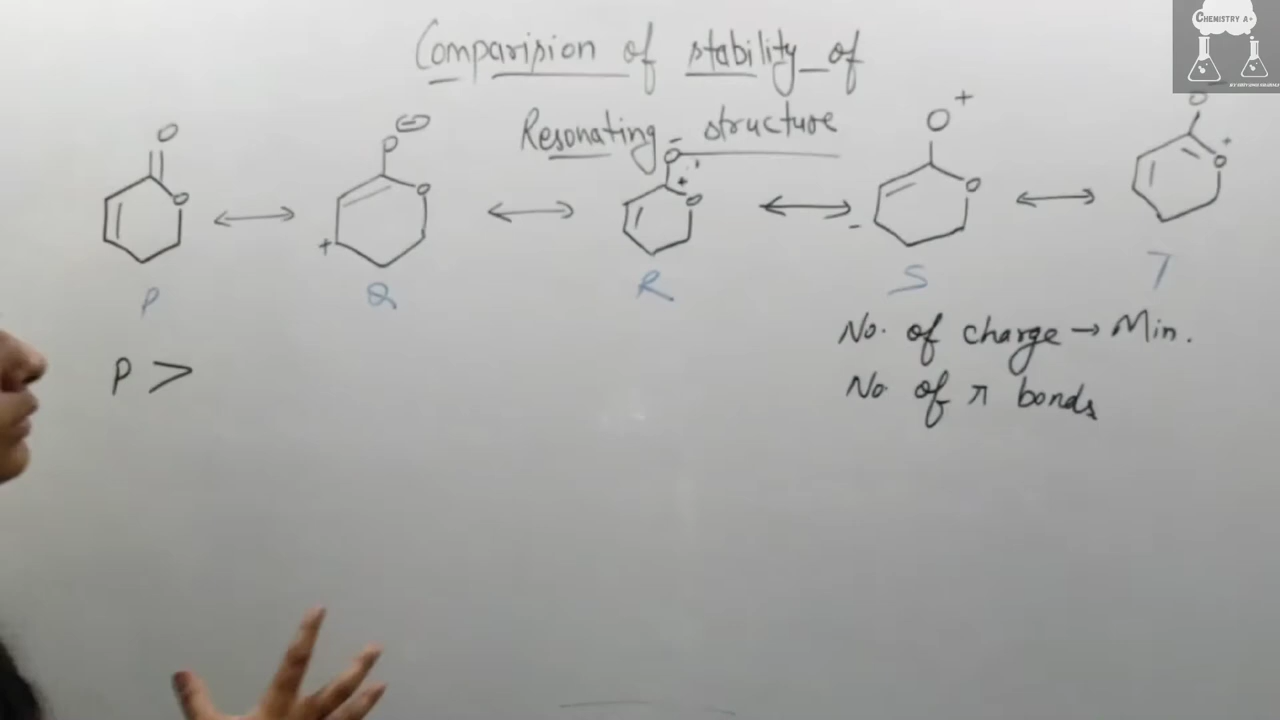 Comparision of stability of
Resonating structure
O
O
P
O
O
+
Q
O
-
+
O
R
O
+
O
-
S
O
+
O
T
No. of charge → Min.
No of π bonds
P >
CHEMISTRY A+